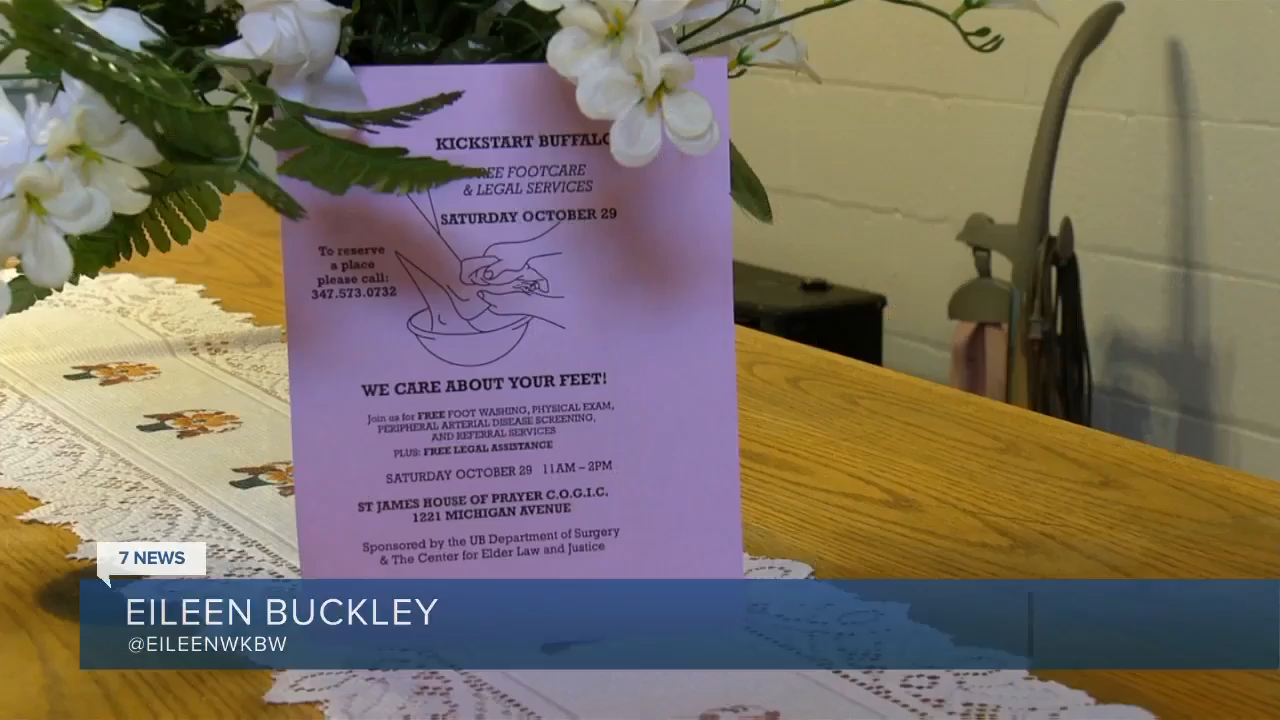 KICKSTART BUFFALO
FREE FOOTCARE
& LEGAL SERVICES
SATURDAY OCTOBER 29
To reserve
a place
please call:
347.573.0732
WE CARE ABOUT YOUR FEET!
Join us for FREE FOOT WASHING, PHYSICAL EXAM,
PERIPHERAL ARTERIAL DISEASE SCREENING,
AND REFERRAL SERVICES
PLUS: FREE LEGAL ASSISTANCE
SATURDAY OCTOBER 29 11AM – 2PM
ST JAMES HOUSE OF PRAYER C.O.G.I.C.
1221 MICHIGAN AVENUE
Sponsored by the UB Department of Surgery
& The Center for Elder Law and Justice
7 NEWS
EILEEN BUCKLEY
@EILEENWKBW